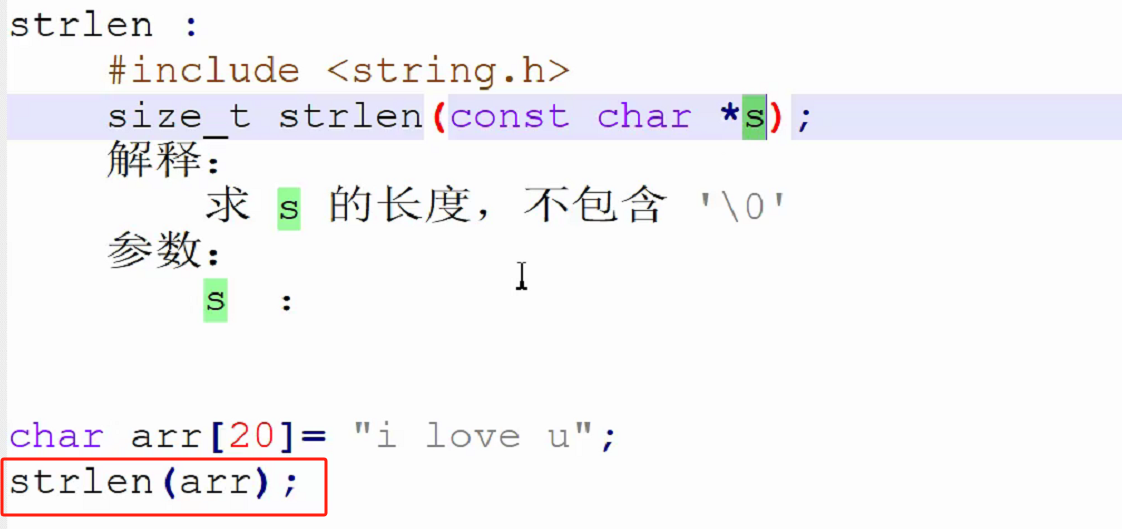 strlen :
#include <string.h>
size_t strlen(const char *s);
解释：
求 s 的长度，不包含 '\0'
参数：
s :
char arr[20]= "i love u";
strlen(arr);